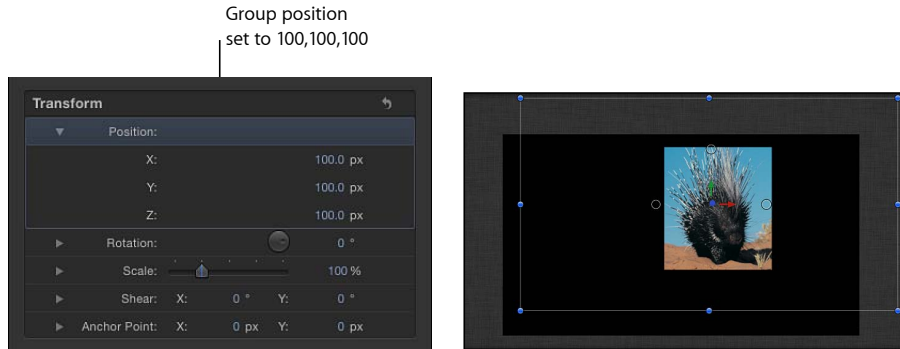 Group position
set to 100,100,100
Transform
Position:
X: 100.0 px
Y: 100.0 px
Z: 100.0 px
Rotation: 0 °
Scale: 100 %
Shear: X: 0 ° Y: 0 °
Anchor Point: X: 0 px Y: 0 px